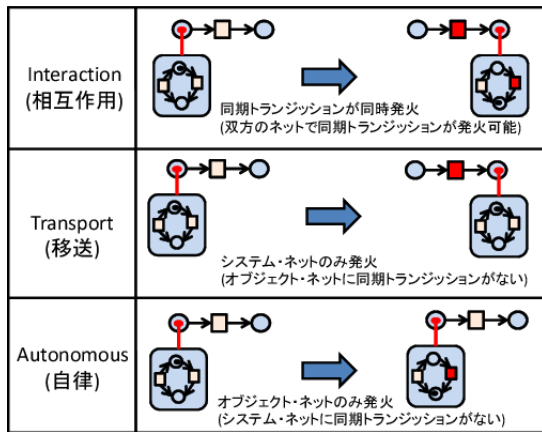 Interaction
(相互作用)
同期トランジッションが同時発火
(双方のネットで同期トランジッションが発火可能)
Transport
(移送)
システム・ネットのみ発火
(オブジェクト・ネットに同期トランジッションがない)
Autonomous
(自律)
オブジェクト・ネットのみ発火
(システム・ネットに同期トランジッションがない)